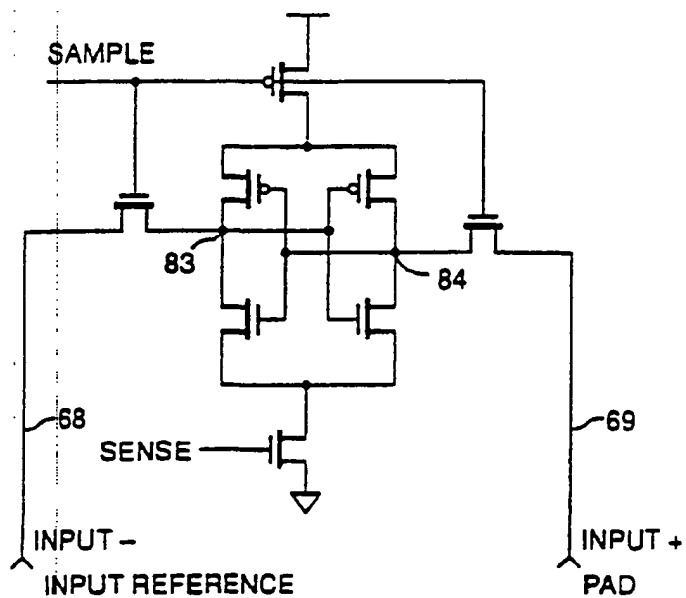 SAMPLE
83
84
68
69
SENSE
INPUT –
INPUT REFERENCE
INPUT +
PAD